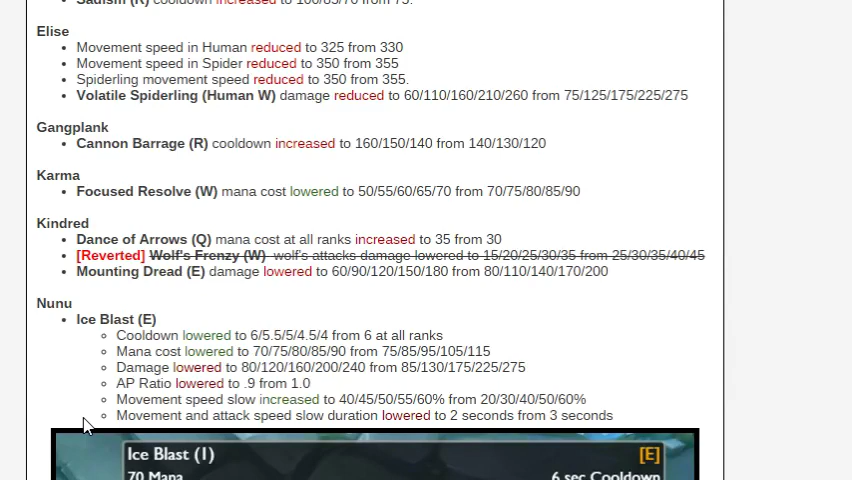 Sadism (R) cooldown increased to 100/85/70 from 75.
Elise
Movement speed in Human reduced to 325 from 330
Movement speed in Spider reduced to 350 from 355
Spiderling movement speed reduced to 350 from 355.
Volatile Spiderling (Human W) damage reduced to 60/110/160/210/260 from 75/125/175/225/275
Gangplank
Cannon Barrage (R) cooldown increased to 160/150/140 from 140/130/120
Karma
Focused Resolve (W) mana cost lowered to 50/55/60/65/70 from 70/75/80/85/90
Kindred
Dance of Arrows (Q) mana cost at all ranks increased to 35 from 30
[Reverted] Wolf's Frenzy (W) wolf's attacks damage lowered to 15/20/25/30/35 from 25/30/35/40/45
Mounting Dread (E) damage lowered to 60/90/120/150/180 from 80/110/140/170/200
Nunu
Ice Blast (E)
Cooldown lowered to 6/5.5/5/4.5/4 from 6 at all ranks
Mana cost lowered to 70/75/80/85/90 from 75/85/95/105/115
Damage lowered to 80/120/160/200/240 from 85/130/175/225/275
AP Ratio lowered to .9 from 1.0
Movement speed slow increased to 40/45/50/55/60% from 20/30/40/50/60%
Movement and attack speed slow duration lowered to 2 seconds from 3 seconds
Ice Blast (1) [E]
70 Mana 6 sec Cooldown